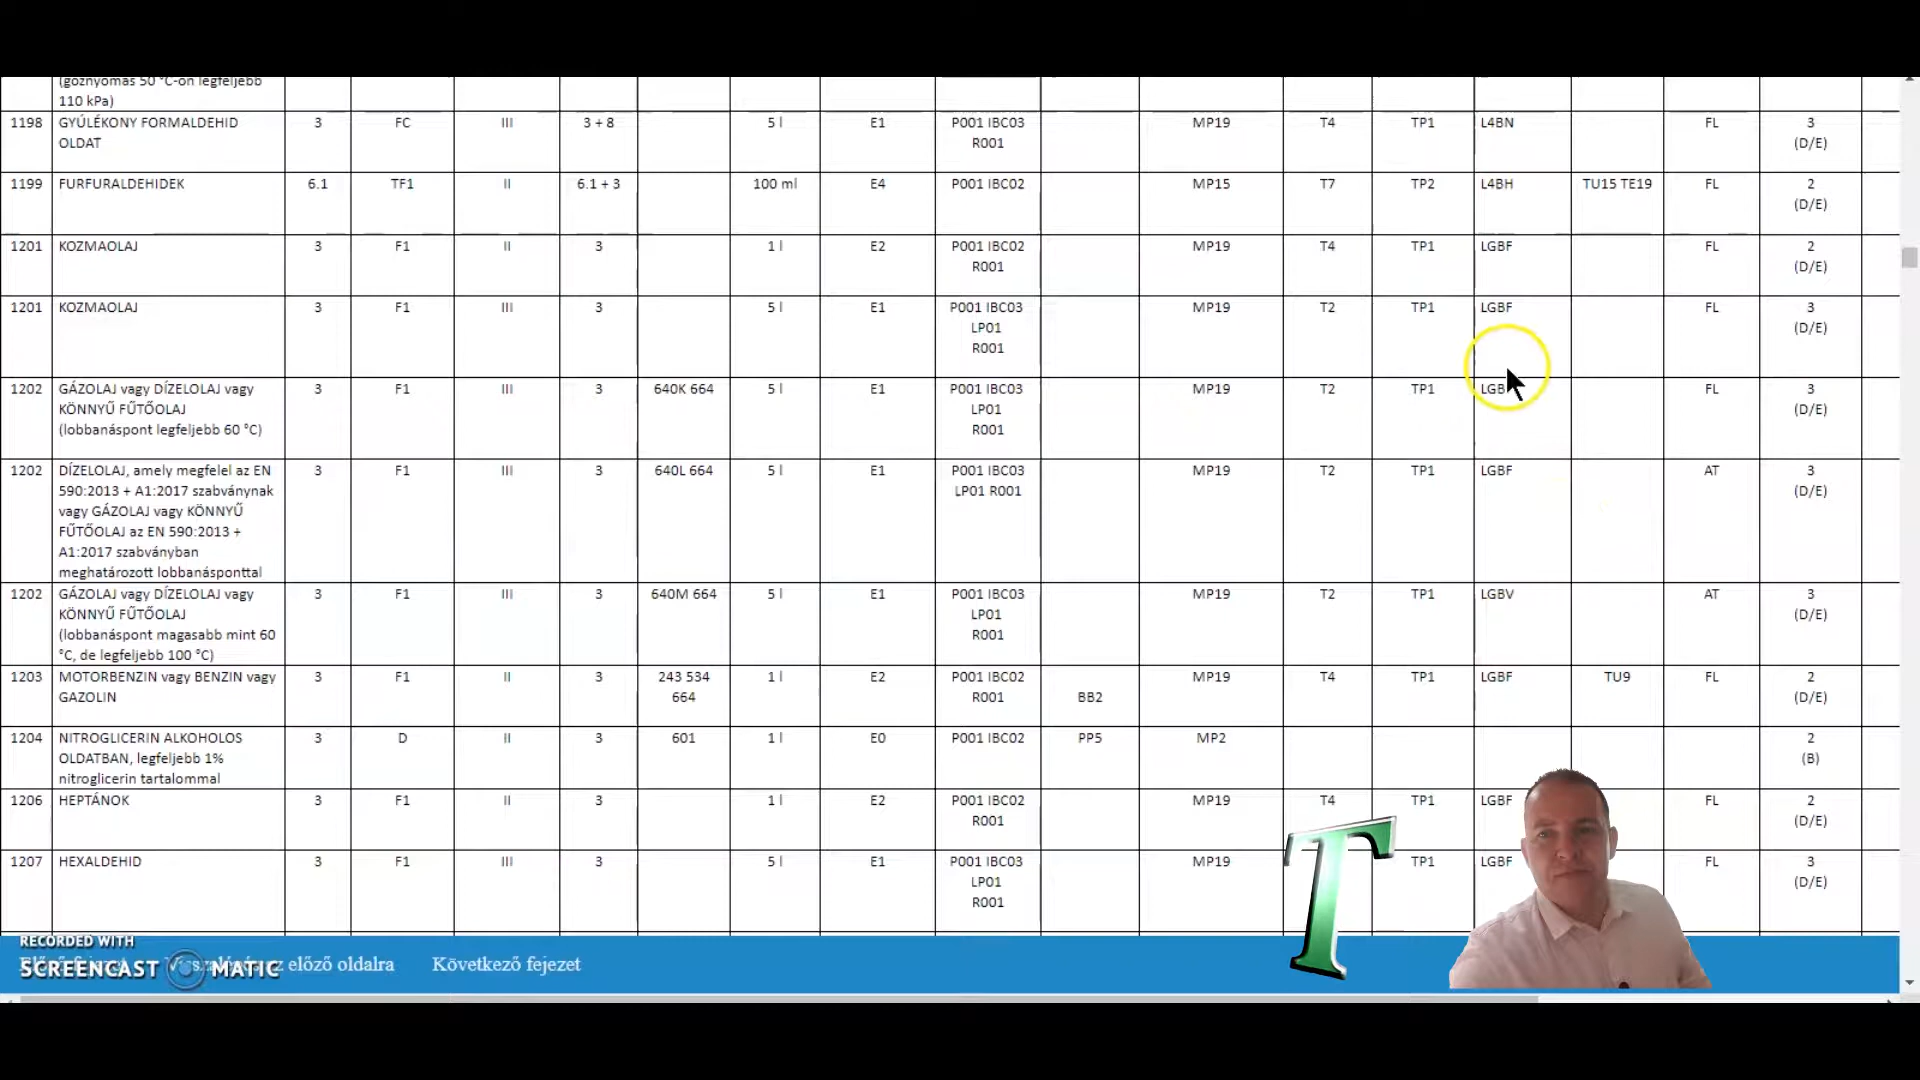 (gőznyomás 50 °C-on legfeljebb
110 kPa)
1198 GYÚLÉKONY FORMALDEHID 3 FC III 3 + 8 5 l E1 P001 IBC03 MP19 T4 TP1 L4BN FL 3
OLDAT R001 (D/E)
1199 FURFURALDEHIDEK 6.1 TF1 II 6.1 + 3 100 ml E4 P001 IBC02 MP15 T7 TP2 L4BH TU15 TE19 FL 2
(D/E)
1201 KOZMAOLAJ 3 F1 II 3 1 l E2 P001 IBC02 MP19 T4 TP1 LGBF FL 2
R001 (D/E)
1201 KOZMAOLAJ 3 F1 III 3 5 l E1 P001 IBC03 MP19 T2 TP1 LGBF FL 3
LP01 (D/E)
R001
1202 GÁZOLAJ vagy DÍZELOLAJ vagy 3 F1 III 3 640K 664 5 l E1 P001 IBC03 MP19 T2 TP1 FL 3
KÖNNYŰ FŰTŐOLAJ LP01 (D/E)
(lobbanáspont legfeljebb 60 °C) R001
1202 DÍZELOLAJ, amely megfelel az EN 3 F1 III 3 640L 664 5 l E1 P001 IBC03 MP19 T2 TP1 LGBF AT 3
590:2013 + A1:2017 szabványnak LP01 R001 (D/E)
vagy GÁZOLAJ vagy KÖNNYŰ
FŰTŐOLAJ az EN 590:2013 +
A1:2017 szabványban
meghatározott lobbanásponttal
1202 GÁZOLAJ vagy DÍZELOLAJ vagy 3 F1 III 3 640M 664 5 l E1 P001 IBC03 MP19 T2 TP1 LGBV AT 3
KÖNNYŰ FŰTŐOLAJ LP01 (D/E)
(lobbanáspont magasabb mint 60 R001
°C, de legfeljebb 100 °C)
1203 MOTORBENZIN vagy BENZIN vagy 3 F1 II 3 243 534 1 l E2 P001 IBC02 MP19 T4 TP1 LGBF TU9 FL 2
GAZOLIN 664 R001 BB2 (D/E)
1204 NITROGLICERIN ALKOHOLOS 3 D II 3 601 1 l E0 P001 IBC02 PP5 MP2 2
OLDATBAN, legfeljebb 1% (B)
nitroglicerin tartalommal
1206 HEPTÁNOK 3 F1 II 3 1 l E2 P001 IBC02 MP19 T4 TP1 LGBF FL 2
R001 (D/E)
1207 HEXALDEHID 3 F1 III 3 5 l E1 P001 IBC03 MP19 TP1 LGBF FL 3
LP01 (D/E)
R001
T
RECORDED WITH
SCREENCAST MATIC
előző oldalra Következő fejezet